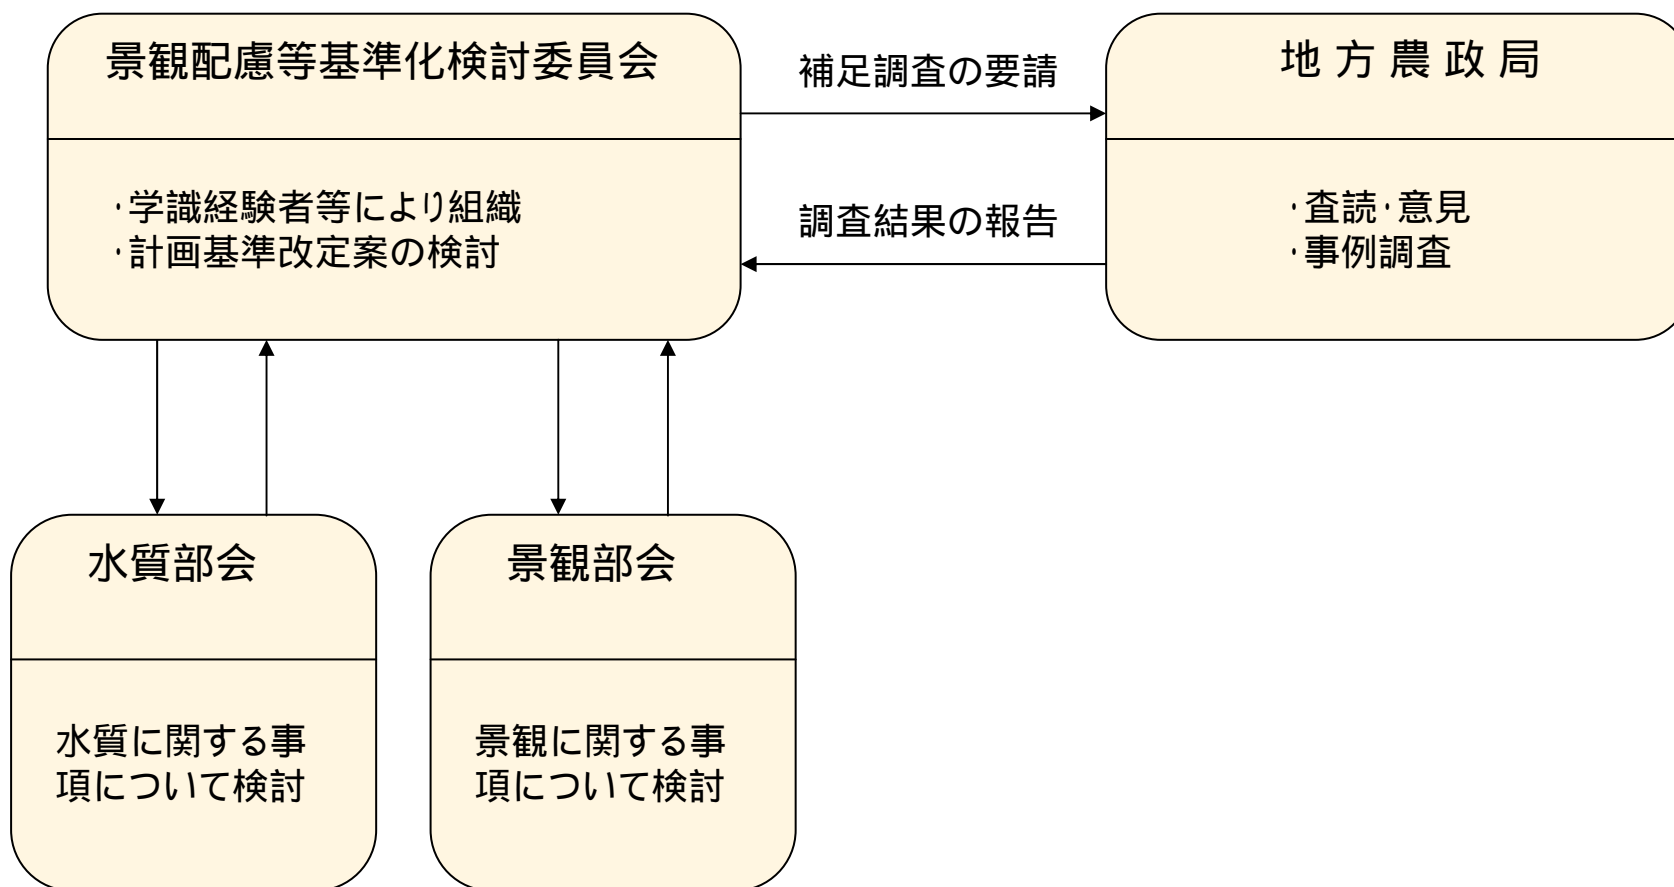 景観配慮等基準化検討委員会
・学識経験者等により組織
・計画基準改定案の検討
補足調査の要請
調査結果の報告
地方農政局
・査読・意見
・事例調査
水質部会
水質に関する事
項について検討
景観部会
景観に関する事
項について検討